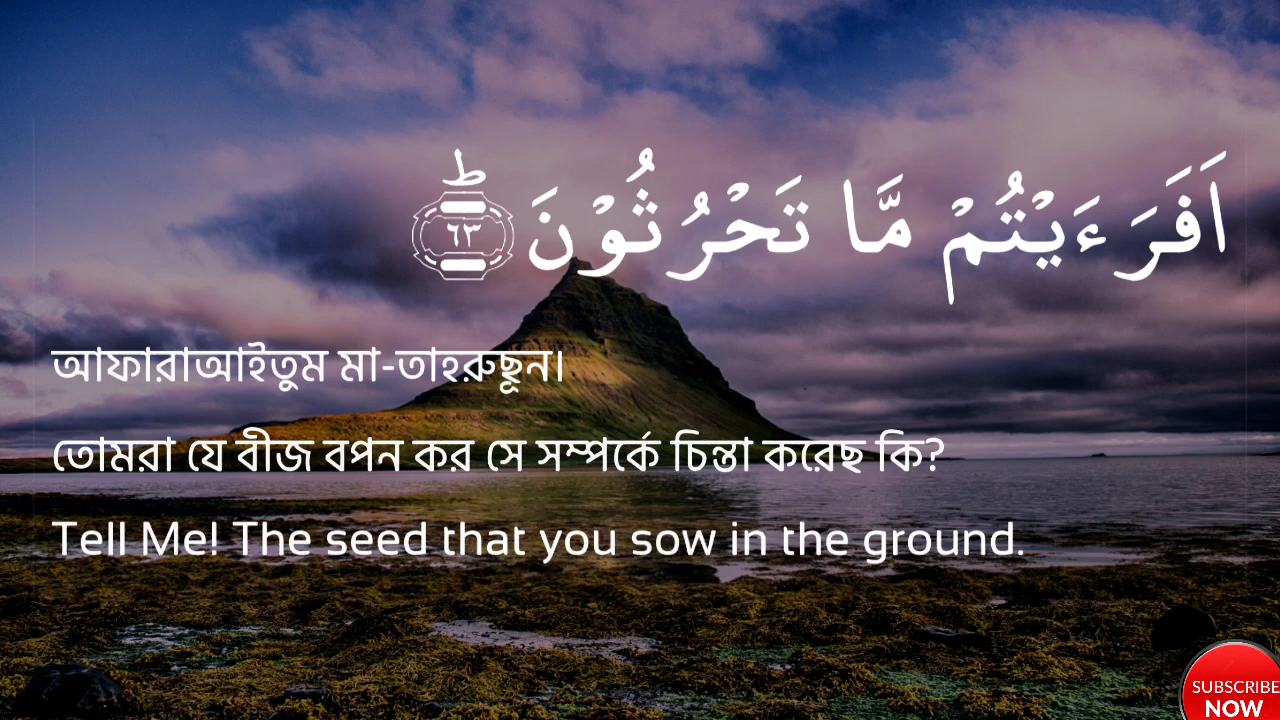 اَفَرَءَيْتُمْ مَّا تَحْرُثُوْنَ ؕ ٦٣
আফারাআইতুম মা-তাহরুছূন।
তোমরা যে বীজ বপন কর সে সম্পর্কে চিন্তা করেছ কি?
Tell Me! The seed that you sow in the ground.
SUBSCRIBE
NOW